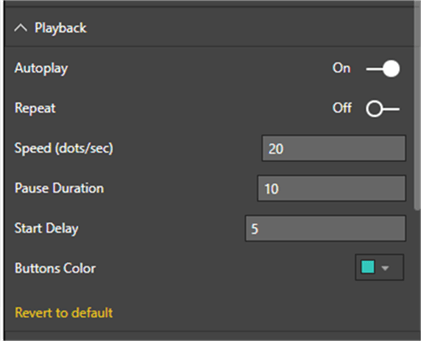 Playback
Autoplay On
Repeat Off
Speed (dots/sec) 20
Pause Duration 10
Start Delay 5
Buttons Color
Revert to default